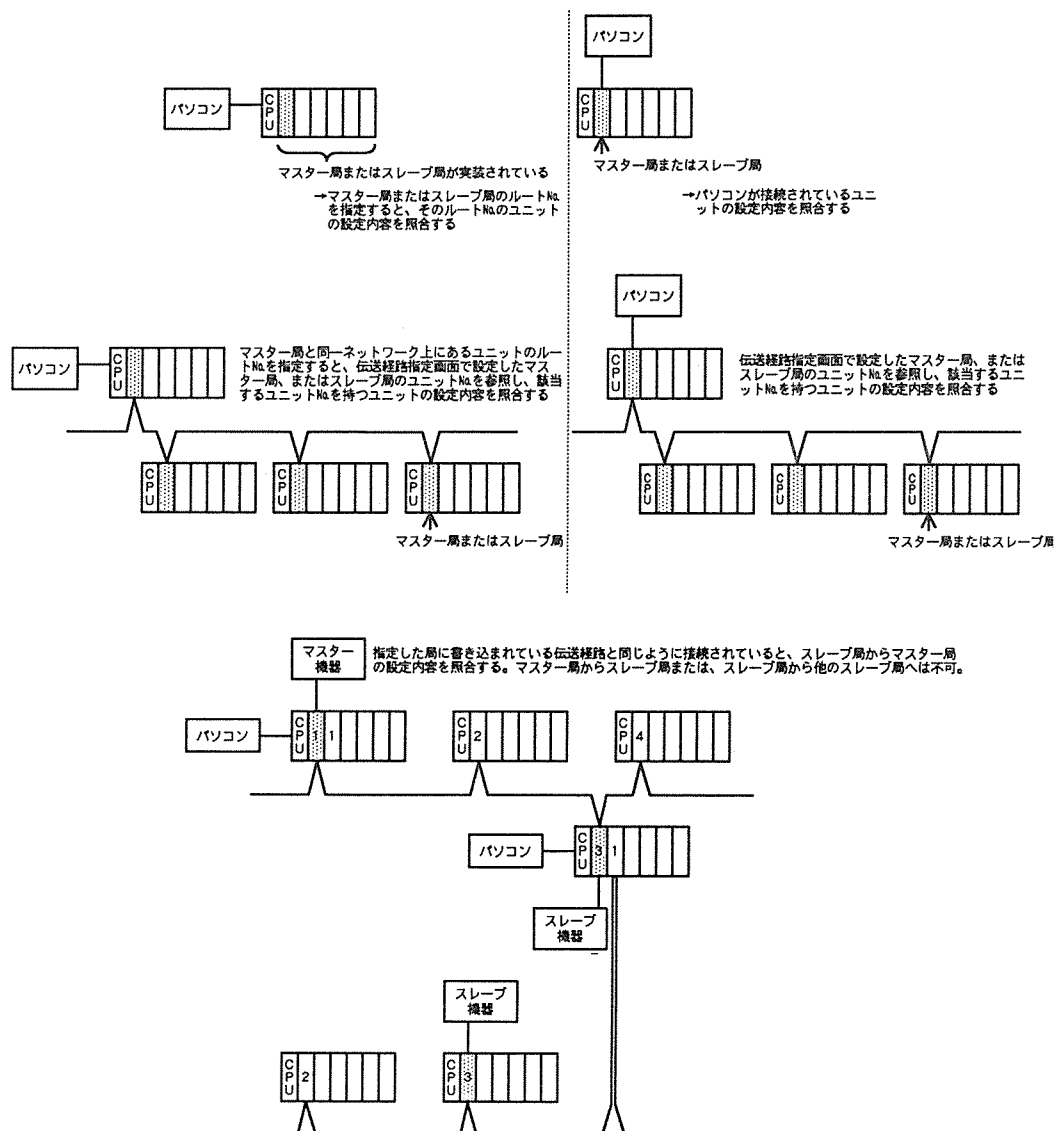 パソコン
CPU
マスター局またはスレーブ局が実装されている
→マスター局またはスレーブ局のルート№
を指定すると、そのルート№のユニット
の設定内容を照合する
パソコン
CPU
マスター局またはスレーブ局
→パソコンが接続されているユニ
ットの設定内容を照合する
パソコン
CPU
マスター局と同一ネットワーク上にあるユニットのルー
ト№を指定すると、伝送経路指定画面で設定したマス
ター局、またはスレーブ局のユニット№を参照し、該当
するユニット№を持つユニットの設定内容を照合する
CPU
CPU
CPU
マスター局またはスレーブ局
パソコン
CPU
伝送経路指定画面で設定したマスター局、または
スレーブ局のユニット№を参照し、該当するユニ
ット№を持つユニットの設定内容を照合する
CPU
CPU
CPU
マスター局またはスレーブ局
マスター
機器
指定した局に書き込まれている伝送経路と同じように接続されていると、スレーブ局からマスター局
の設定内容を照合する。マスター局からスレーブ局または、スレーブ局から他のスレーブ局へは不可。
パソコン
CPU 1 1
CPU 2
CPU 4
パソコン
CPU 3 1
スレーブ
機器
スレーブ
機器
CPU 2
CPU 3